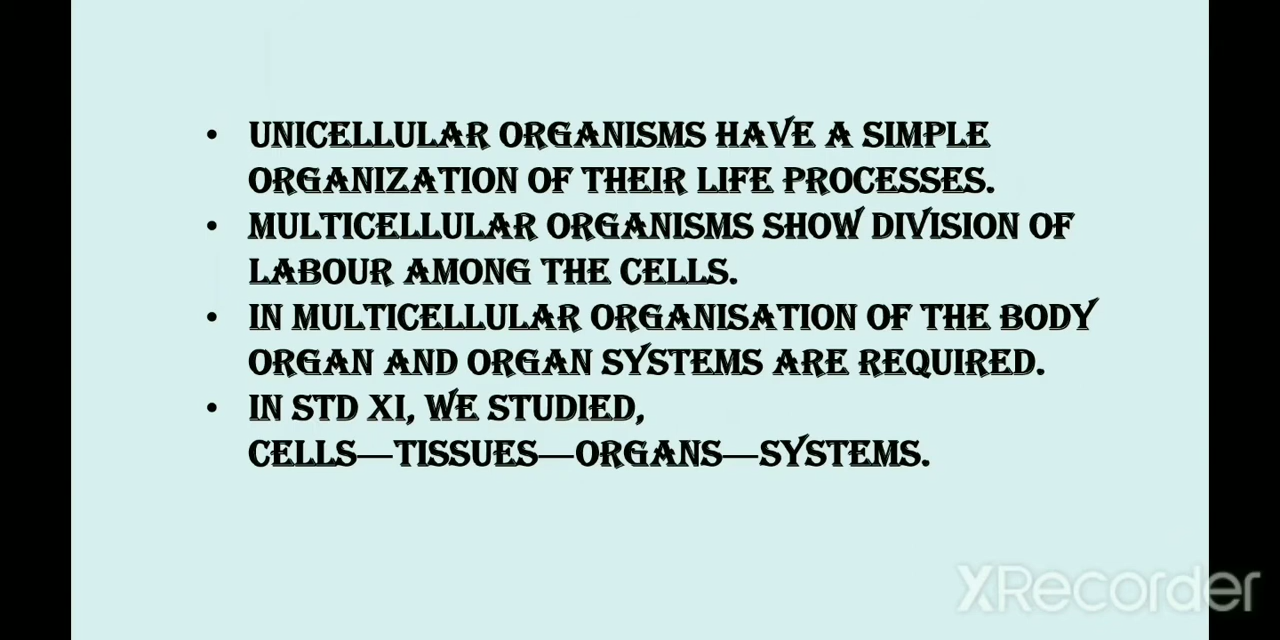 • UNICELLULAR ORGANISMS HAVE A SIMPLE
ORGANIZATION OF THEIR LIFE PROCESSES.
• MULTICELLULAR ORGANISMS SHOW DIVISION OF
LABOUR AMONG THE CELLS.
• IN MULTICELLULAR ORGANISATION OF THE BODY
ORGAN AND ORGAN SYSTEMS ARE REQUIRED.
• IN STD XI, WE STUDIED,
CELLS—TISSUES—ORGANS—SYSTEMS.
XRecorder